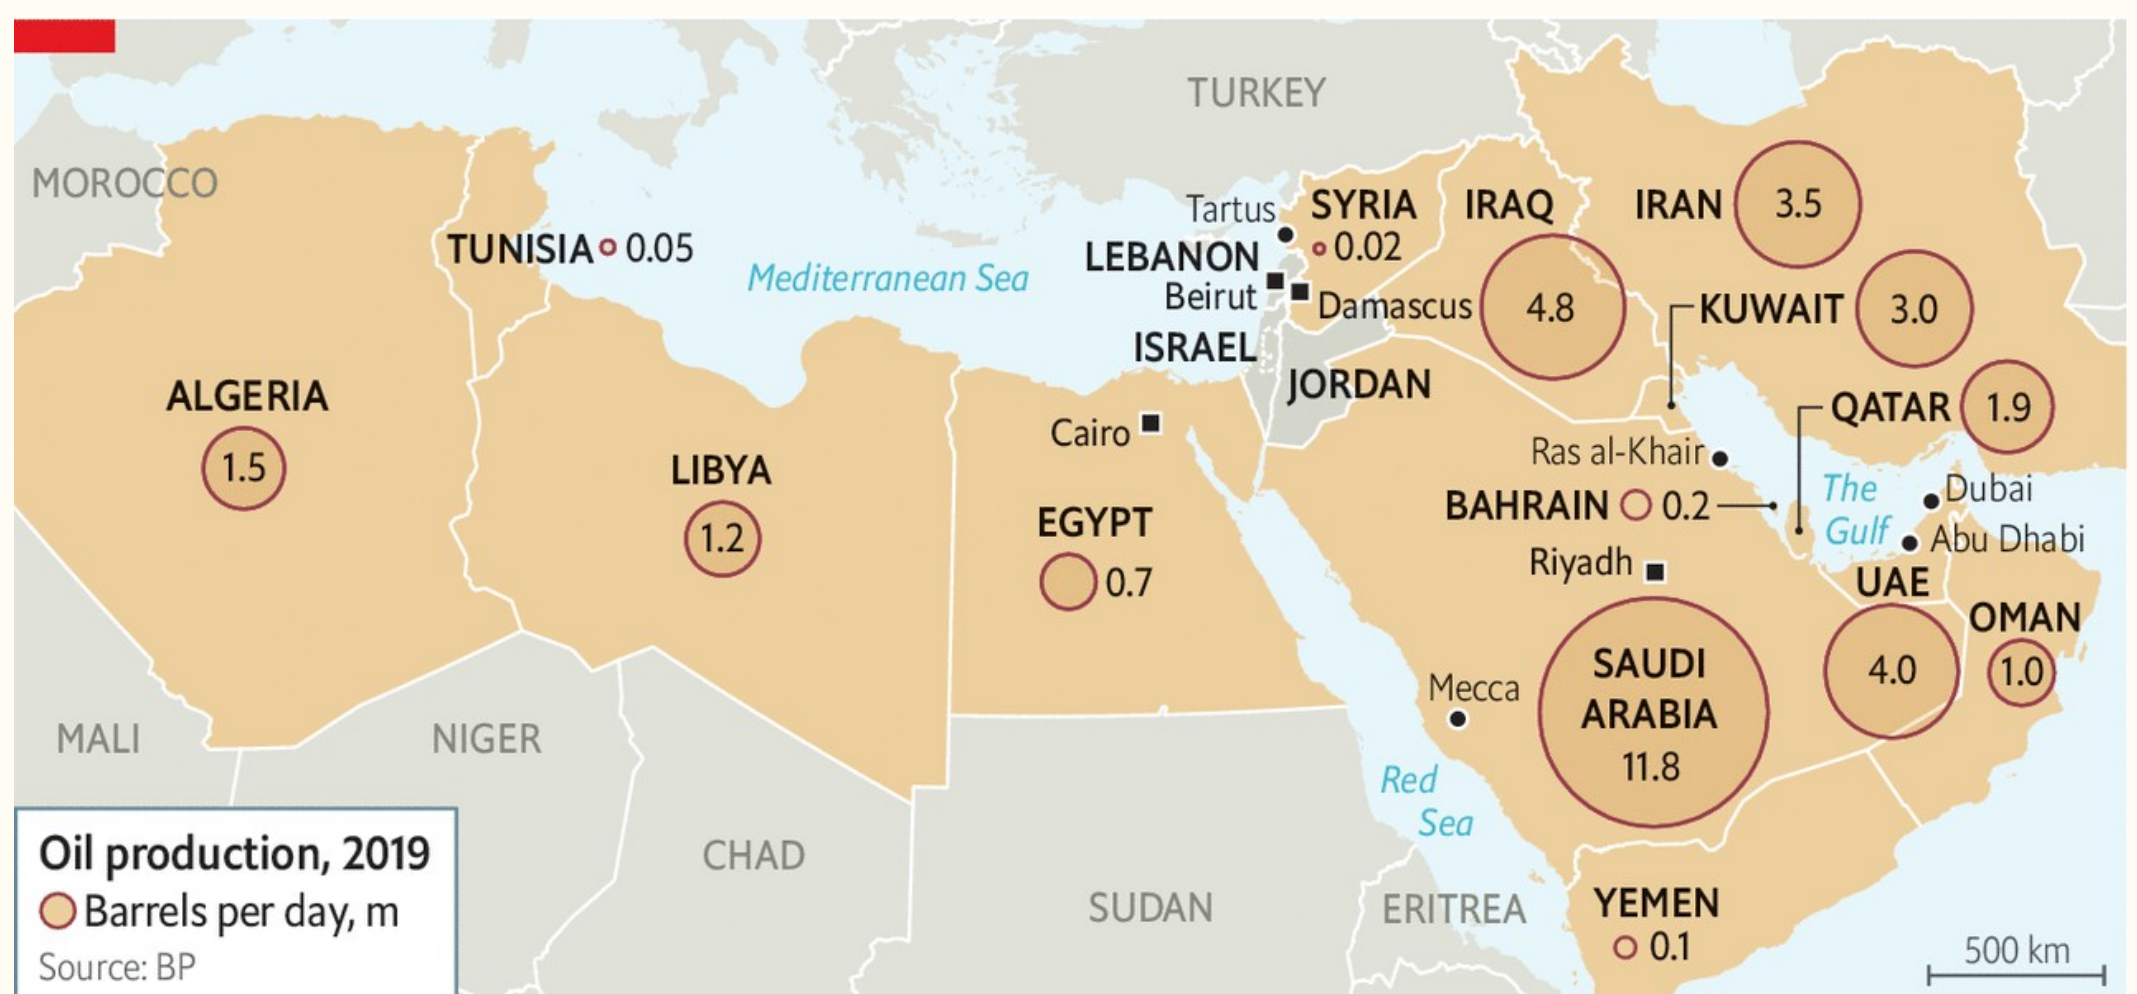 TURKEY
MOROCCO
Tartus
SYRIA
0.02
IRAQ
4.8
IRAN
3.5
TUNISIA
0.05
Mediterranean Sea
LEBANON
Beirut
Damascus
KUWAIT
3.0
ISRAEL
JORDAN
ALGERIA
1.5
QATAR
1.9
Cairo
LIBYA
1.2
Ras al-Khair
BAHRAIN
0.2
The
Gulf
Dubai
Abu Dhabi
EGYPT
0.7
Riyadh
UAE
4.0
OMAN
1.0
SAUDI
ARABIA
11.8
Mecca
MALI
NIGER
Red
Sea
CHAD
SUDAN
ERITREA
YEMEN
0.1
Oil production, 2019
Barrels per day, m
Source: BP
500 km